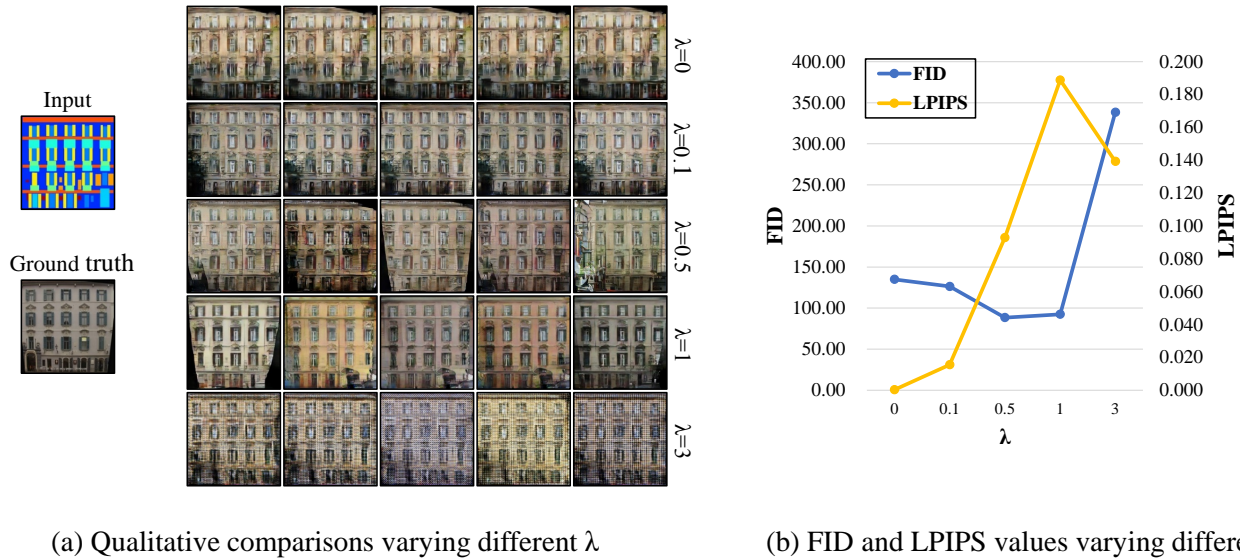 Input
Ground truth
λ=0
λ=0.1
λ=0.5
λ=1
λ=3
(a) Qualitative comparisons varying different λ
FID
LPIPS
400.00
350.00
300.00
250.00
200.00
150.00
100.00
50.00
0.00
FID
0.200
0.180
0.160
0.140
0.120
0.100
0.080
0.060
0.040
0.020
0.000
LPIPS
0 0.1 0.5 1 3
λ
(b) FID and LPIPS values varying differe